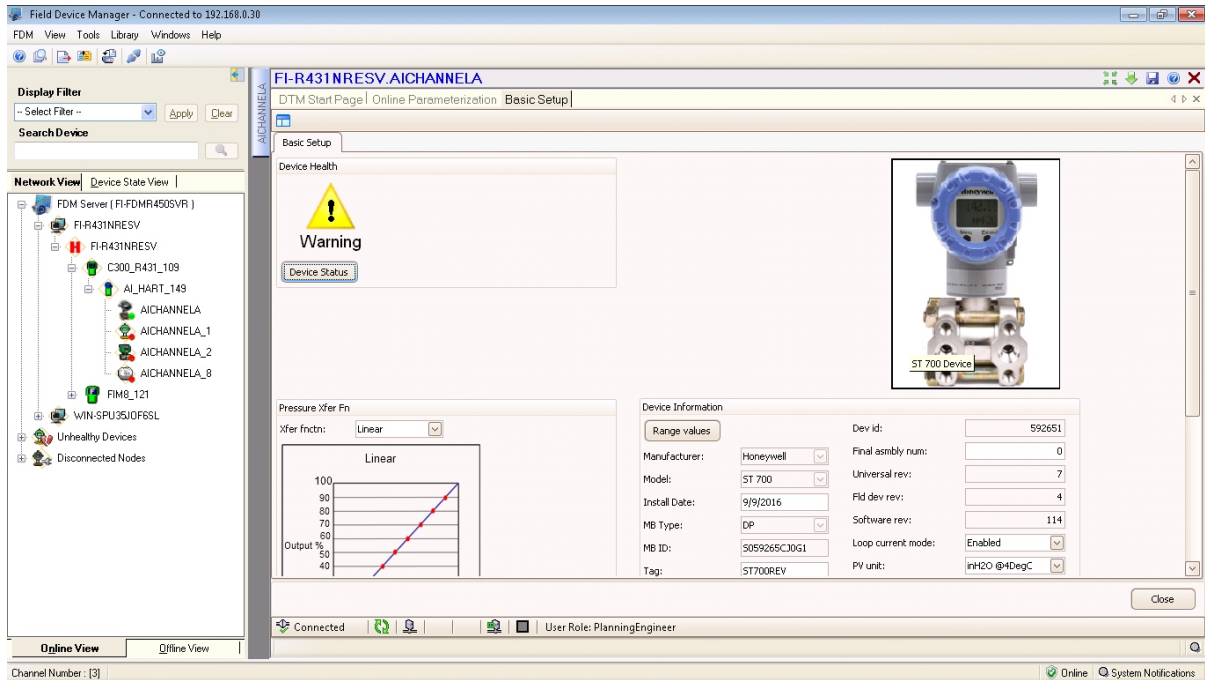 Field Device Manager - Connected to 192.168.0.30
FDM View Tools Library Windows Help
Display Filter
-- Select Filter --
Apply
Clear
Search Device
Network View
Device State View
FDM Server ( FI-FDMR450SVR )
FI-R431NRESV
FI-R431NRESV
C300_R431_109
AI_HART_149
AICHANNELA
AICHANNELA_1
AICHANNELA_2
AICHANNELA_8
FIM8_121
WIN-SPU35JOF6SL
Unhealthy Devices
Disconnected Nodes
Online View
Offline View
AICHANNELA
FI-R431NRESV.AICHANNELA
DTM Start Page
Online Parameterization
Basic Setup
Basic Setup
Device Health
Warning
Device Status
Honeywell
ST 700 Device
Pressure Xfer Fn
Xfer fnctn: Linear
Linear
100
90
80
70
60
Output %
50
40
Device Information
Range values
Manufacturer: Honeywell
Model: ST 700
Install Date: 9/9/2016
MB Type: DP
MB ID: S059265CJ0G1
Tag: ST700REV
Dev id: 592651
Final asmbly num: 0
Universal rev: 7
Fld dev rev: 4
Software rev: 114
Loop current mode: Enabled
PV unit: inH2O @4DegC
Close
Connected
User Role: PlanningEngineer
Channel Number : [3]
Online
System Notifications